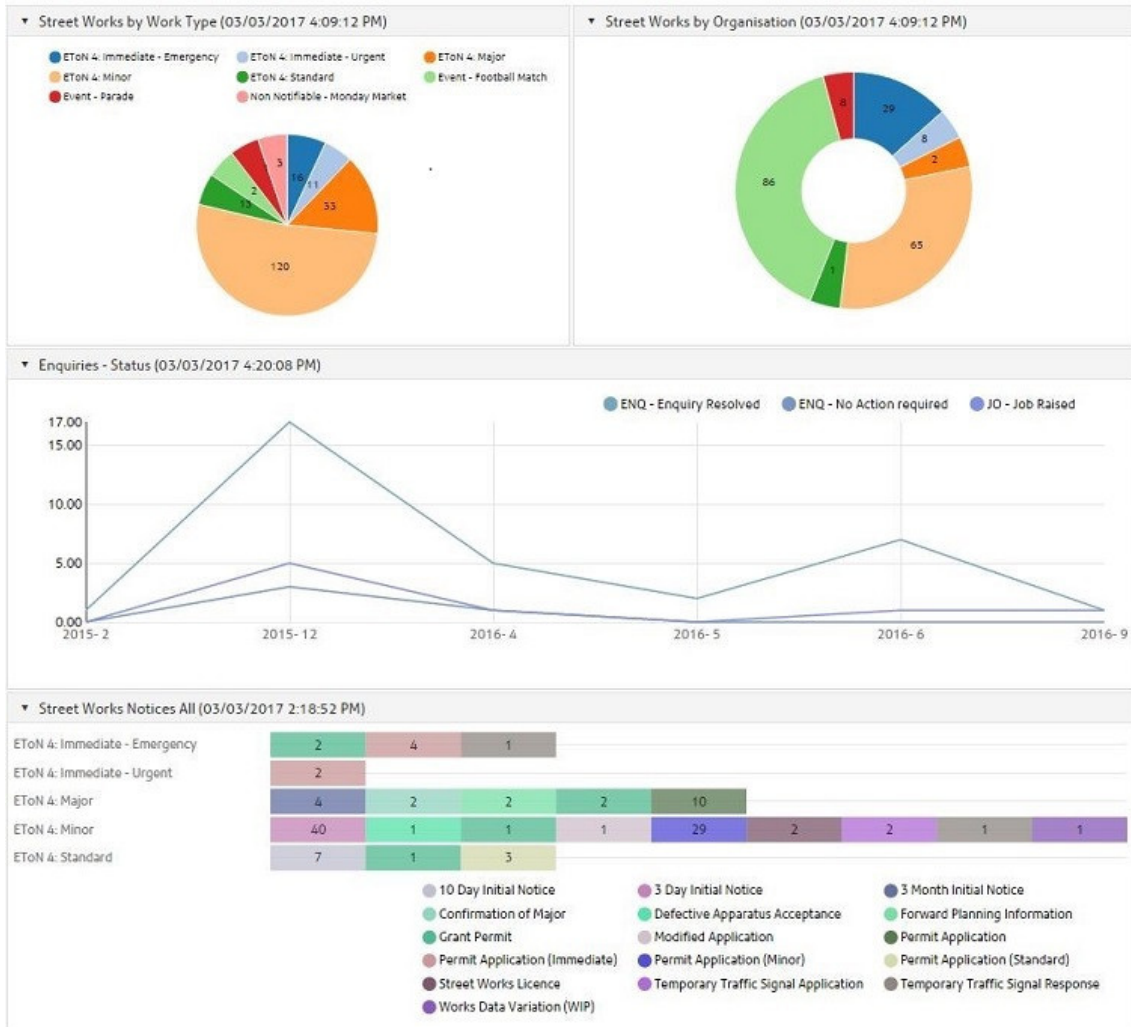 ▼ Street Works by Work Type (03/03/2017 4:09:12 PM)
EToN 4: Immediate - Emergency EToN 4: Immediate - Urgent EToN 4: Major
EToN 4: Minor EToN 4: Standard Event - Football Match
Event - Parade Non Notifiable - Monday Market
3
16
11
2
13
33
120
▼ Street Works by Organisation (03/03/2017 4:09:12 PM)
8
29
8
2
86
65
1
▼ Enquiries - Status (03/03/2017 4:20:08 PM)
ENQ - Enquiry Resolved ENQ - No Action required JO - Job Raised
17.00
15.00
10.00
5.00
0.00
2015- 2 2015- 12 2016- 4 2016- 5 2016- 6 2016- 9
▼ Street Works Notices All (03/03/2017 2:18:52 PM)
EToN 4: Immediate - Emergency 2 4 1
EToN 4: Immediate - Urgent 2
EToN 4: Major 4 2 2 2 10
EToN 4: Minor 40 1 1 1 29 2 2 1 1
EToN 4: Standard 7 1 3
10 Day Initial Notice 3 Day Initial Notice 3 Month Initial Notice
Confirmation of Major Defective Apparatus Acceptance Forward Planning Information
Grant Permit Modified Application Permit Application
Permit Application (Immediate) Permit Application (Minor) Permit Application (Standard)
Street Works Licence Temporary Traffic Signal Application Temporary Traffic Signal Response
Works Data Variation (WIP)